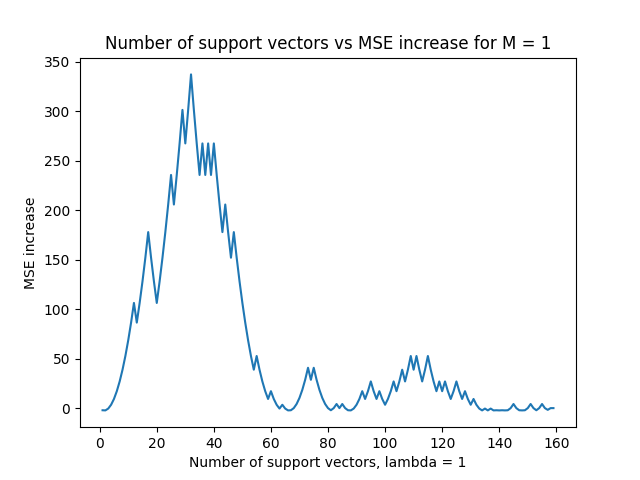 Number of support vectors vs MSE increase for M = 1
350
300
250
200
150
100
50
0
MSE increase
0 20 40 60 80 100 120 140 160
Number of support vectors, lambda = 1